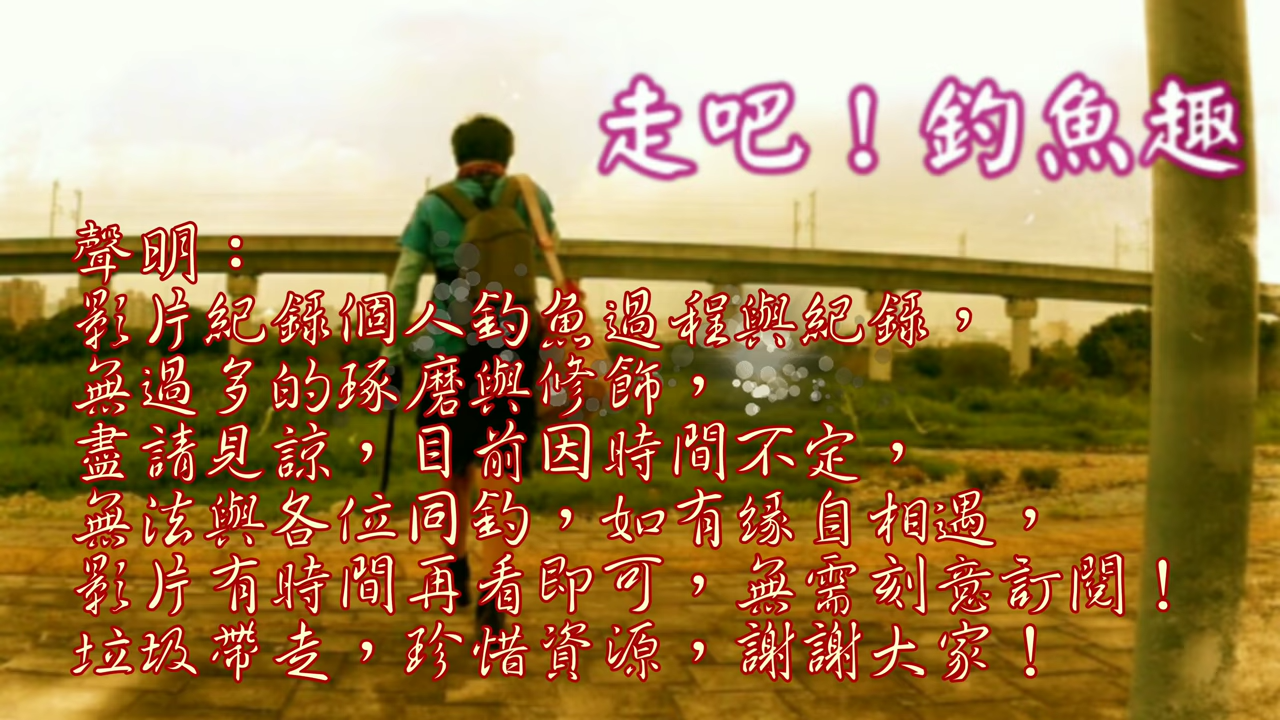 走吧！釣魚趣
聲明：
影片紀錄個人釣魚過程與紀錄，
無過多的琢磨與修飾，
盡請見諒，目前因時間不定，
無法與各位同釣，如有緣自相遇，
影片有時間再看即可，無需刻意訂閱！
垃圾帶走，珍惜資源，謝謝大家！